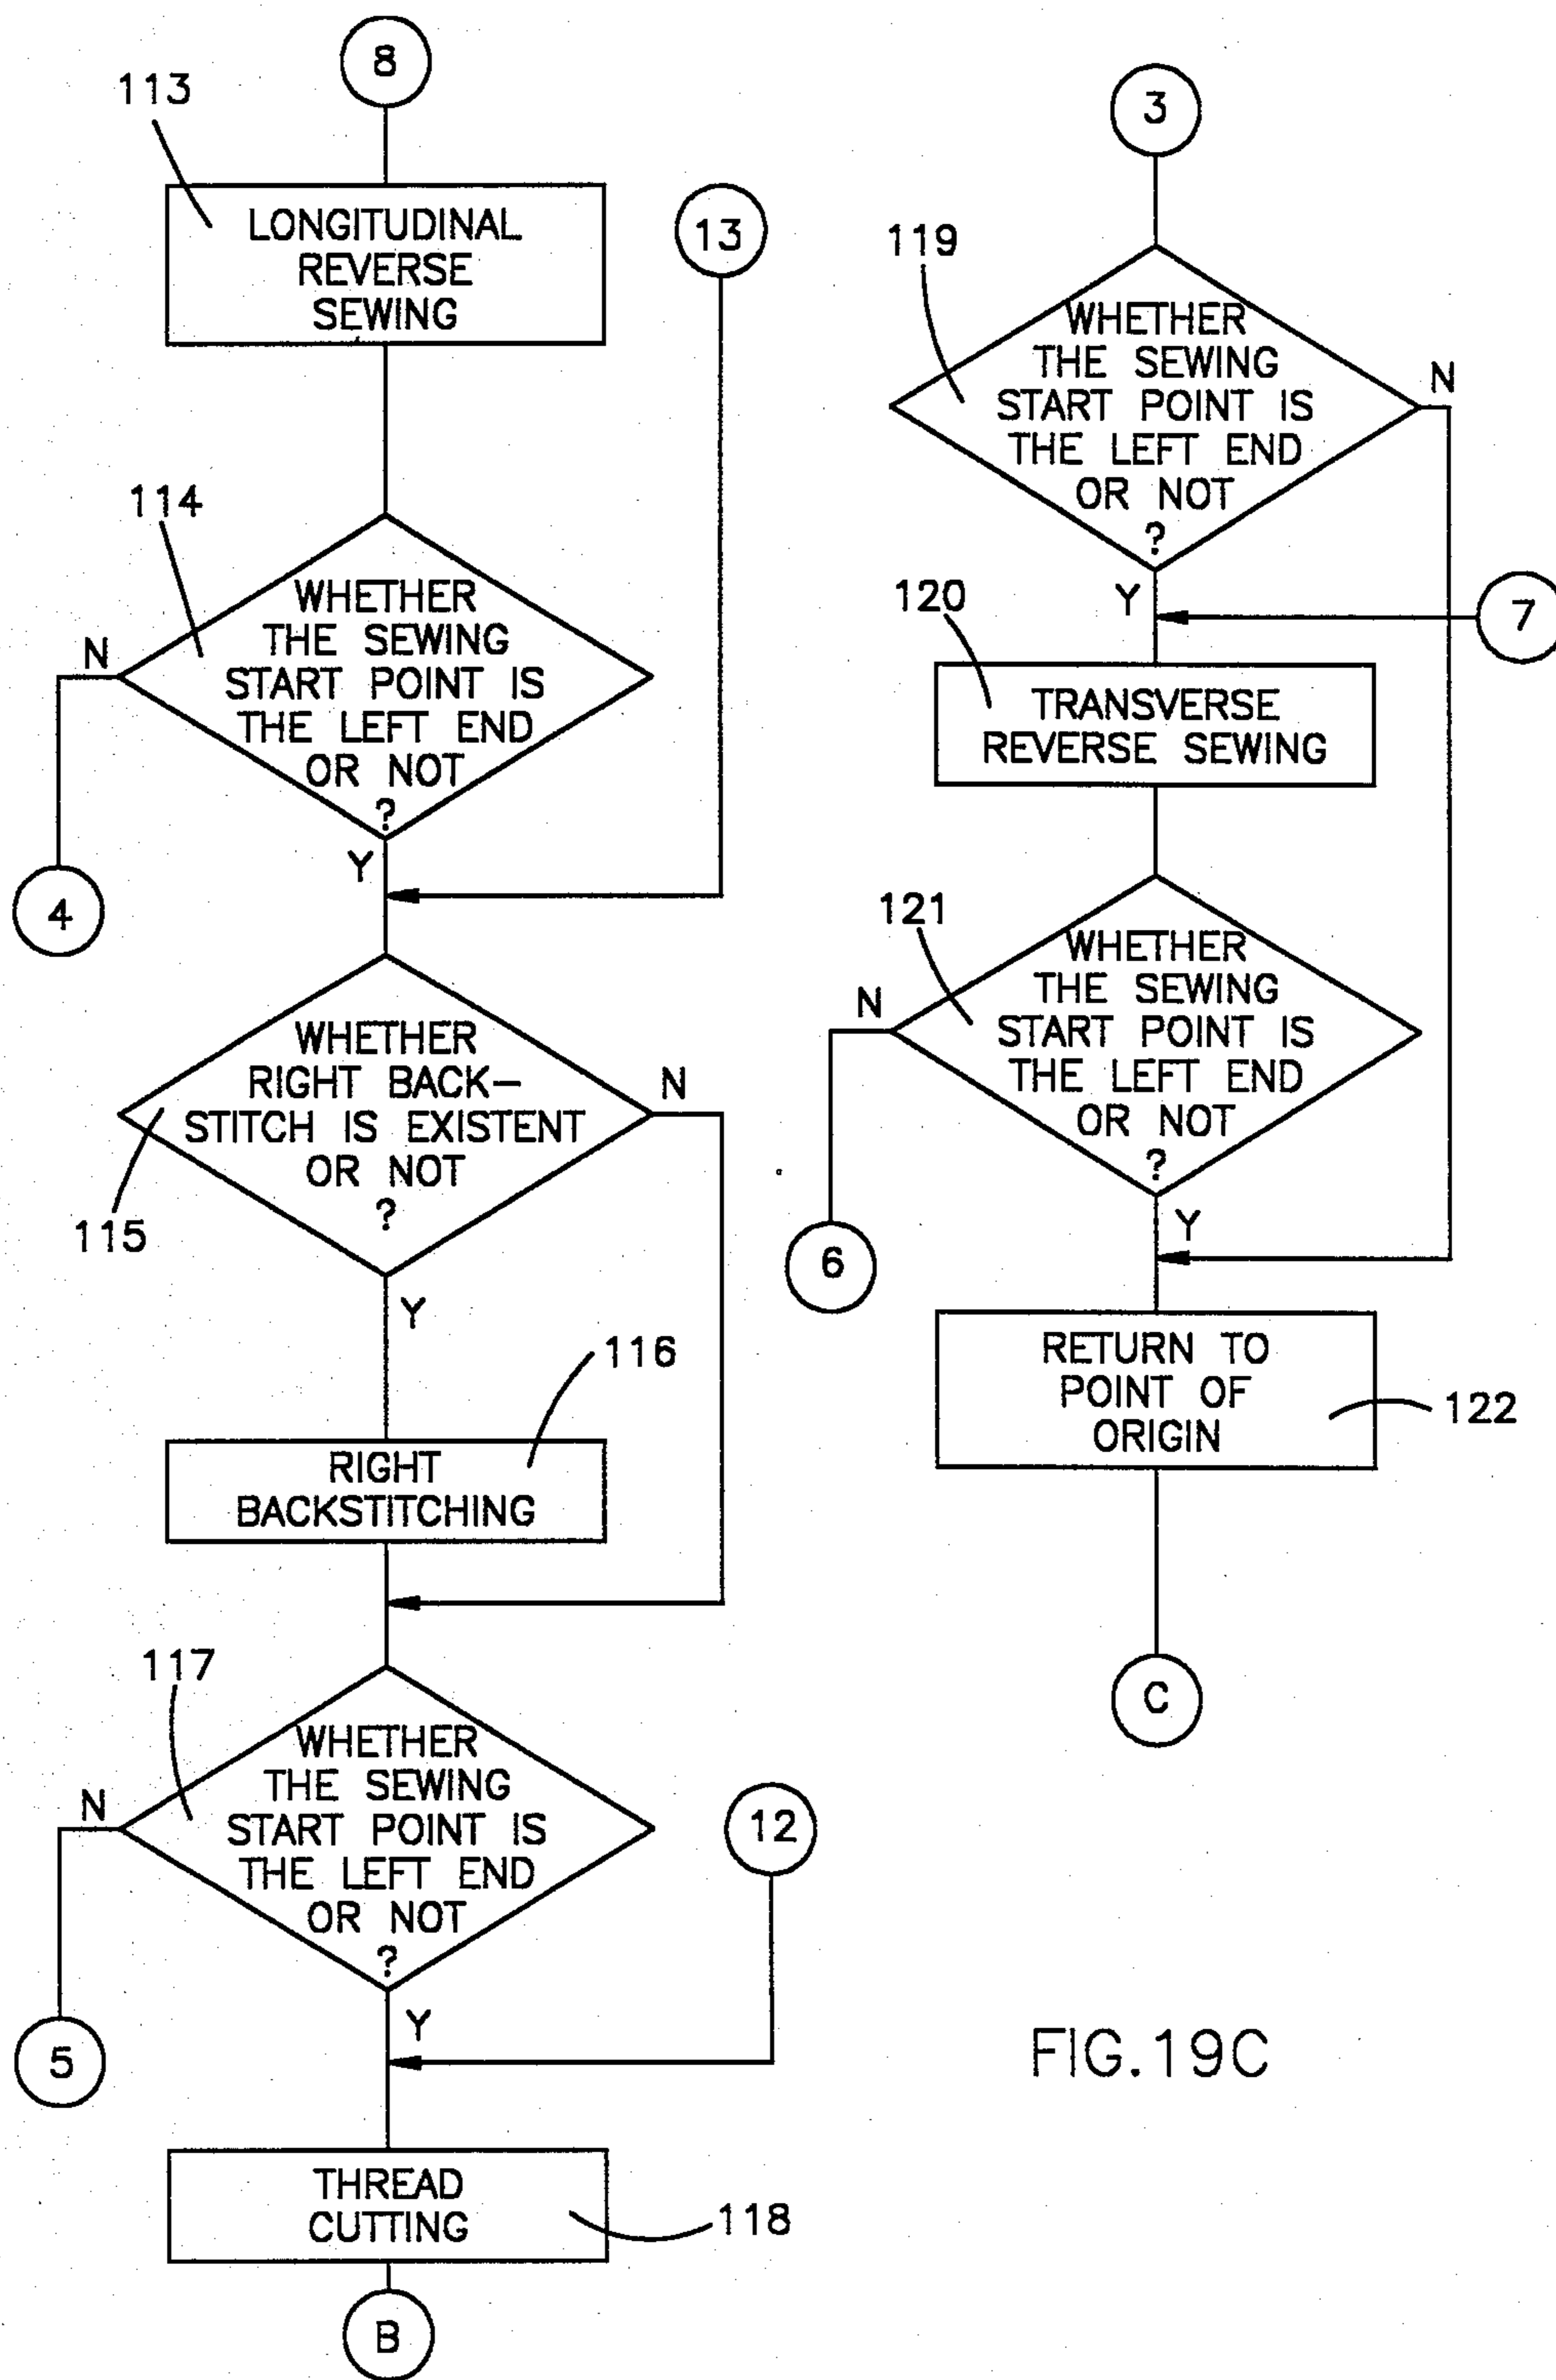 8
113
LONGITUDINAL
REVERSE
SEWING
13
114
WHETHER
THE SEWING
START POINT IS
THE LEFT END
OR NOT
?
N
Y
4
WHETHER
RIGHT BACK-
STITCH IS EXISTENT
OR NOT
?
N
115
Y
116
RIGHT
BACKSTITCHING
117
WHETHER
THE SEWING
START POINT IS
THE LEFT END
OR NOT
?
N
12
Y
5
THREAD
CUTTING
118
B
3
119
WHETHER
THE SEWING
START POINT IS
THE LEFT END
OR NOT
?
N
Y
7
120
TRANSVERSE
REVERSE SEWING
121
WHETHER
THE SEWING
START POINT IS
THE LEFT END
OR NOT
?
N
Y
6
RETURN TO
POINT OF
ORIGIN
122
C
FIG.19C